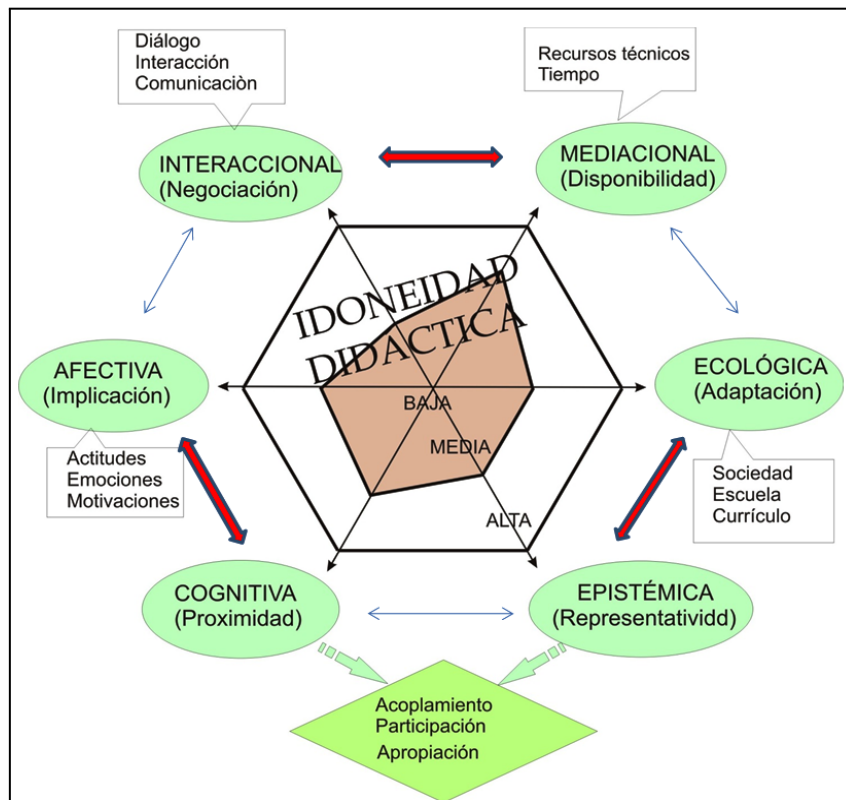 Diálogo
Interacción
Comunicaciòn
Recursos técnicos
Tiempo
INTERACCIONAL
(Negociación)
MEDIACIONAL
(Disponibilidad)
IDONEIDAD
DIDACTICA
AFECTIVA
(Implicación)
ECOLÓGICA
(Adaptación)
BAJA
MEDIA
ALTA
Actitudes
Emociones
Motivaciones
Sociedad
Escuela
Currículo
COGNITIVA
(Proximidad)
EPISTÉMICA
(Representatividd)
Acoplamiento
Participación
Apropiación